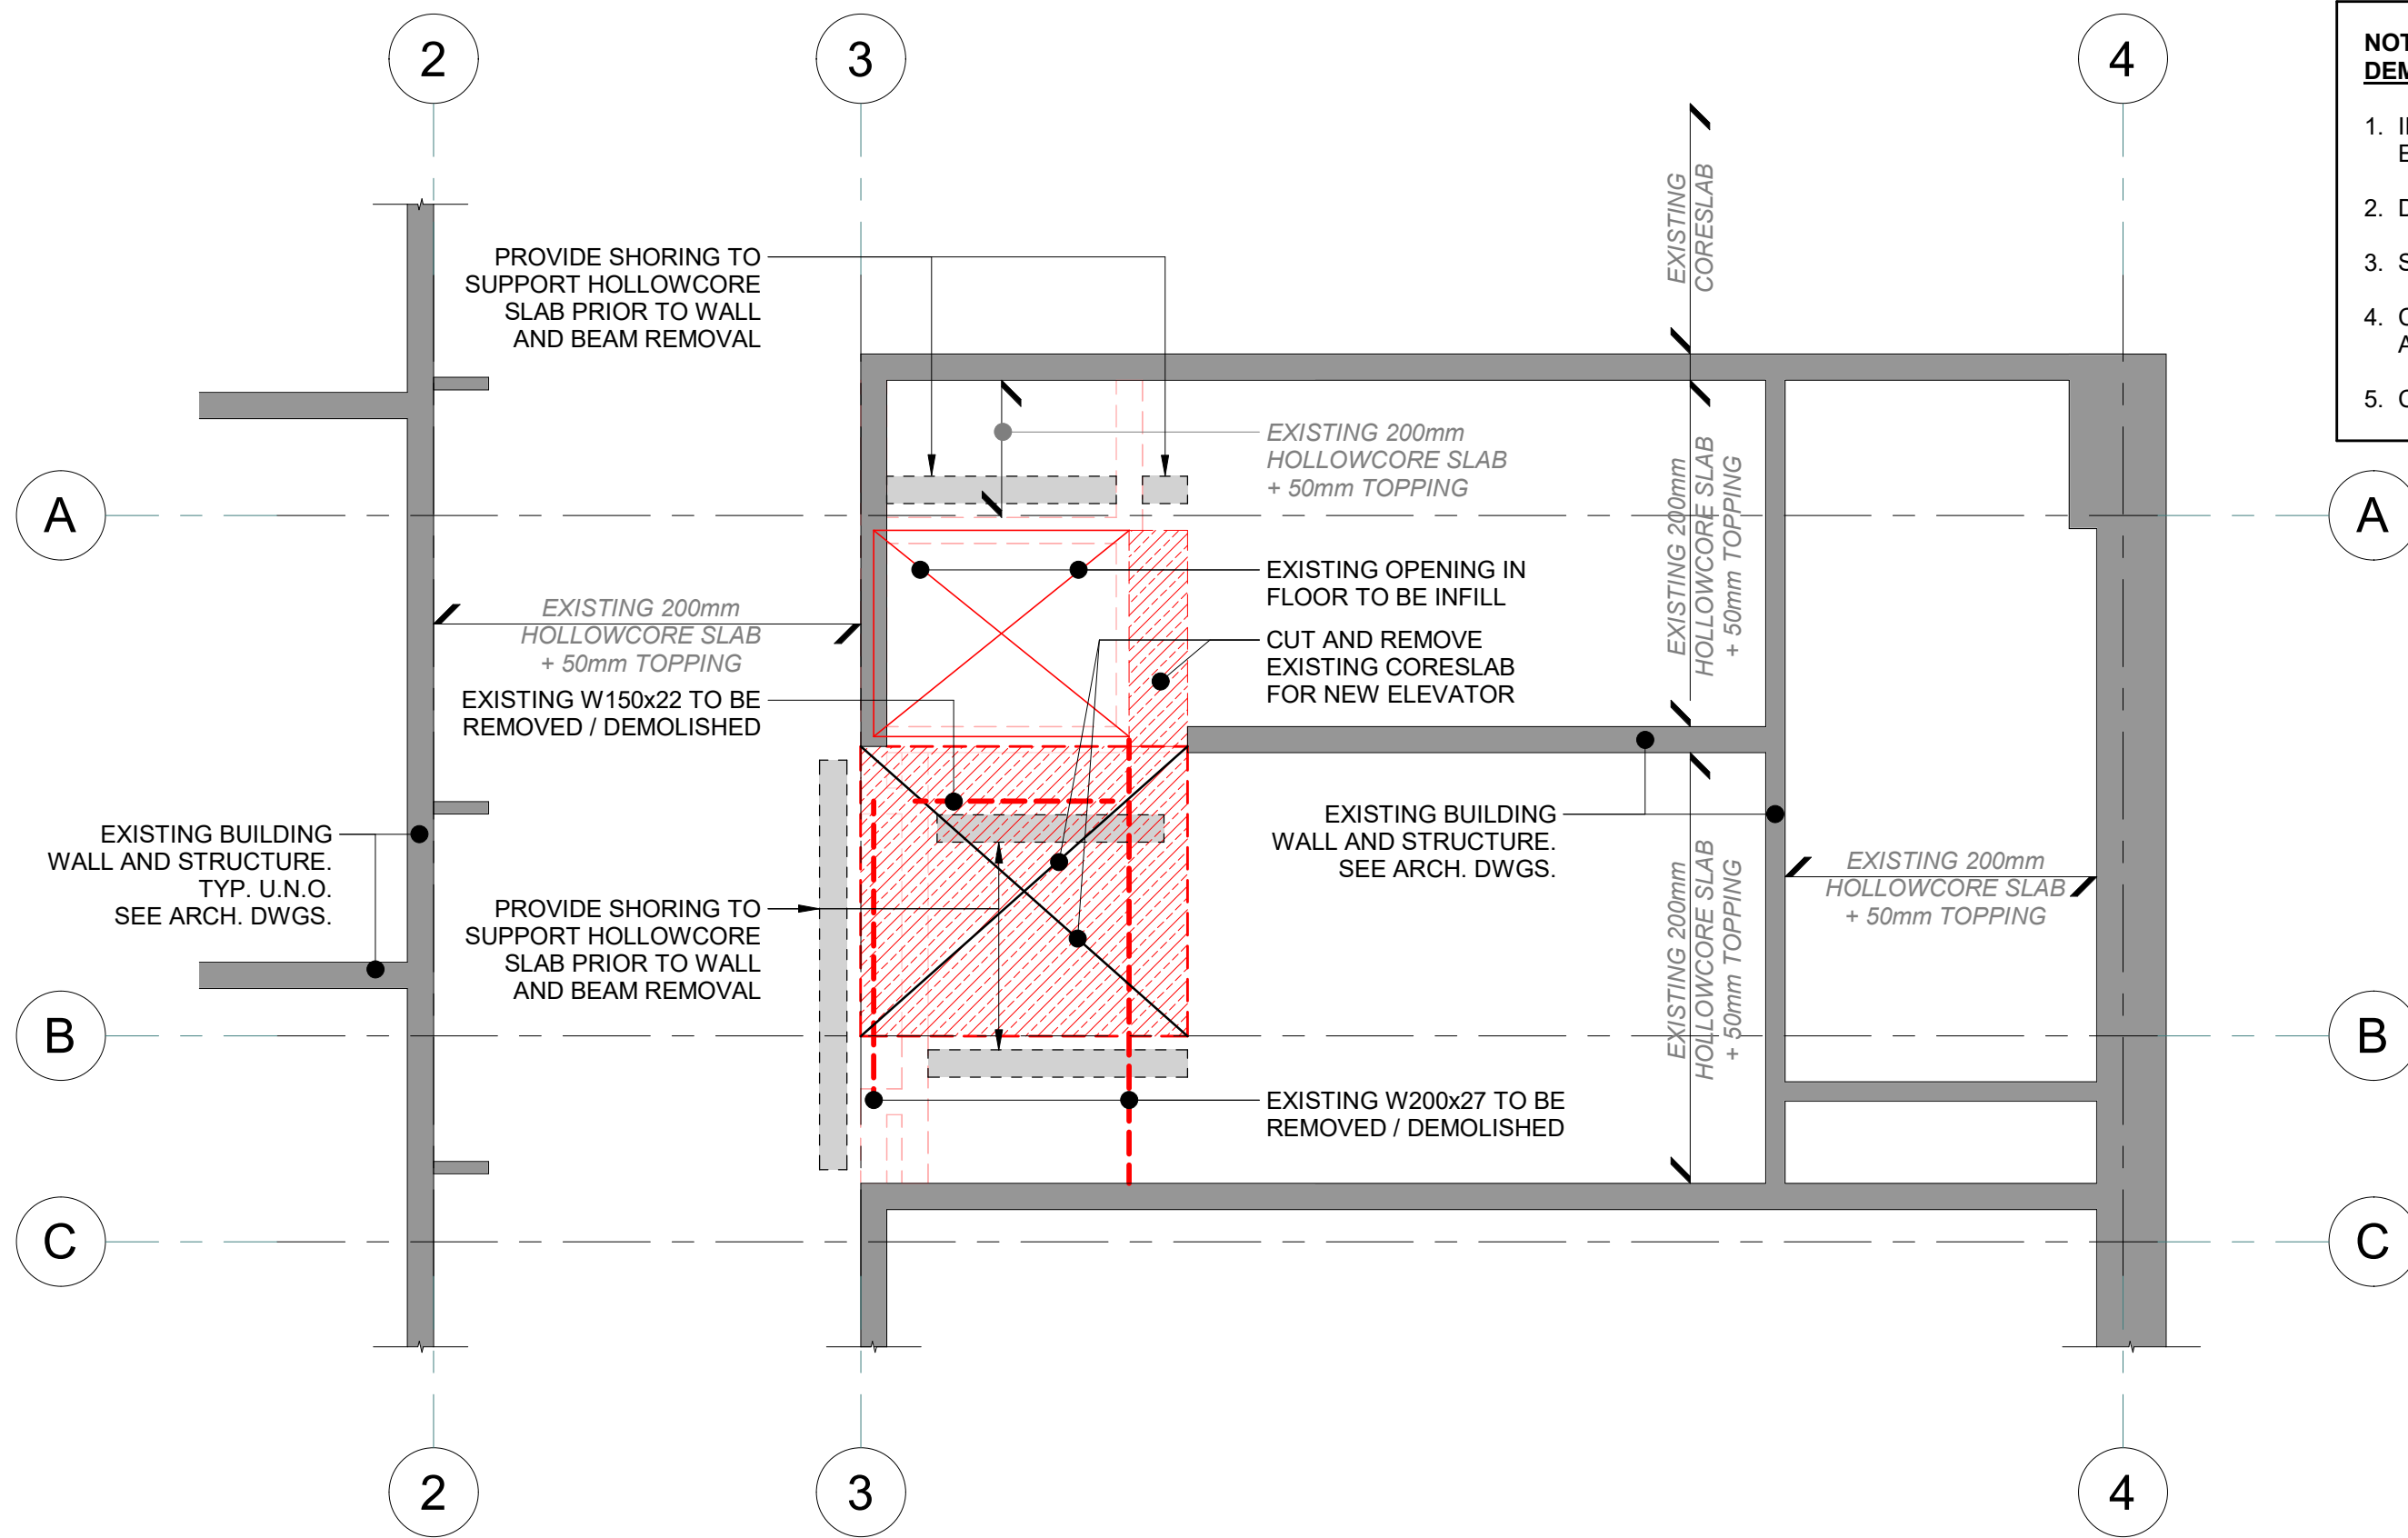 2
3
4
NOT
DEM
1. I
E
2. D
3. S
4. C
A
5. C
PROVIDE SHORING TO
SUPPORT HOLLOWCORE
SLAB PRIOR TO WALL
AND BEAM REMOVAL
EXISTING
CORESLAB
EXISTING 200mm
HOLLOWCORE SLAB
+ 50mm TOPPING
EXISTING 200mm
HOLLOWCORE SLAB
+ 50mm TOPPING
A
A
EXISTING OPENING IN
FLOOR TO BE INFILL
EXISTING 200mm
HOLLOWCORE SLAB
+ 50mm TOPPING
CUT AND REMOVE
EXISTING CORESLAB
FOR NEW ELEVATOR
EXISTING W150x22 TO BE
REMOVED / DEMOLISHED
EXISTING BUILDING
WALL AND STRUCTURE.
TYP. U.N.O.
SEE ARCH. DWGS.
EXISTING BUILDING
WALL AND STRUCTURE.
SEE ARCH. DWGS.
EXISTING 200mm
HOLLOWCORE SLAB
+ 50mm TOPPING
EXISTING 200mm
HOLLOWCORE SLAB
+ 50mm TOPPING
PROVIDE SHORING TO
SUPPORT HOLLOWCORE
SLAB PRIOR TO WALL
AND BEAM REMOVAL
B
B
EXISTING W200x27 TO BE
REMOVED / DEMOLISHED
C
C
2
3
4